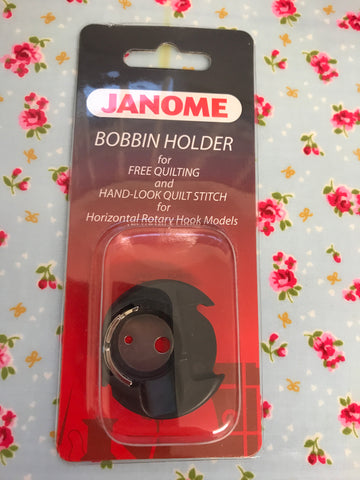 JANOME
BOBBIN HOLDER
for
FREE QUILTING
and
HAND-LOOK QUILT STITCH
for
Horizontal Rotary Hook Models